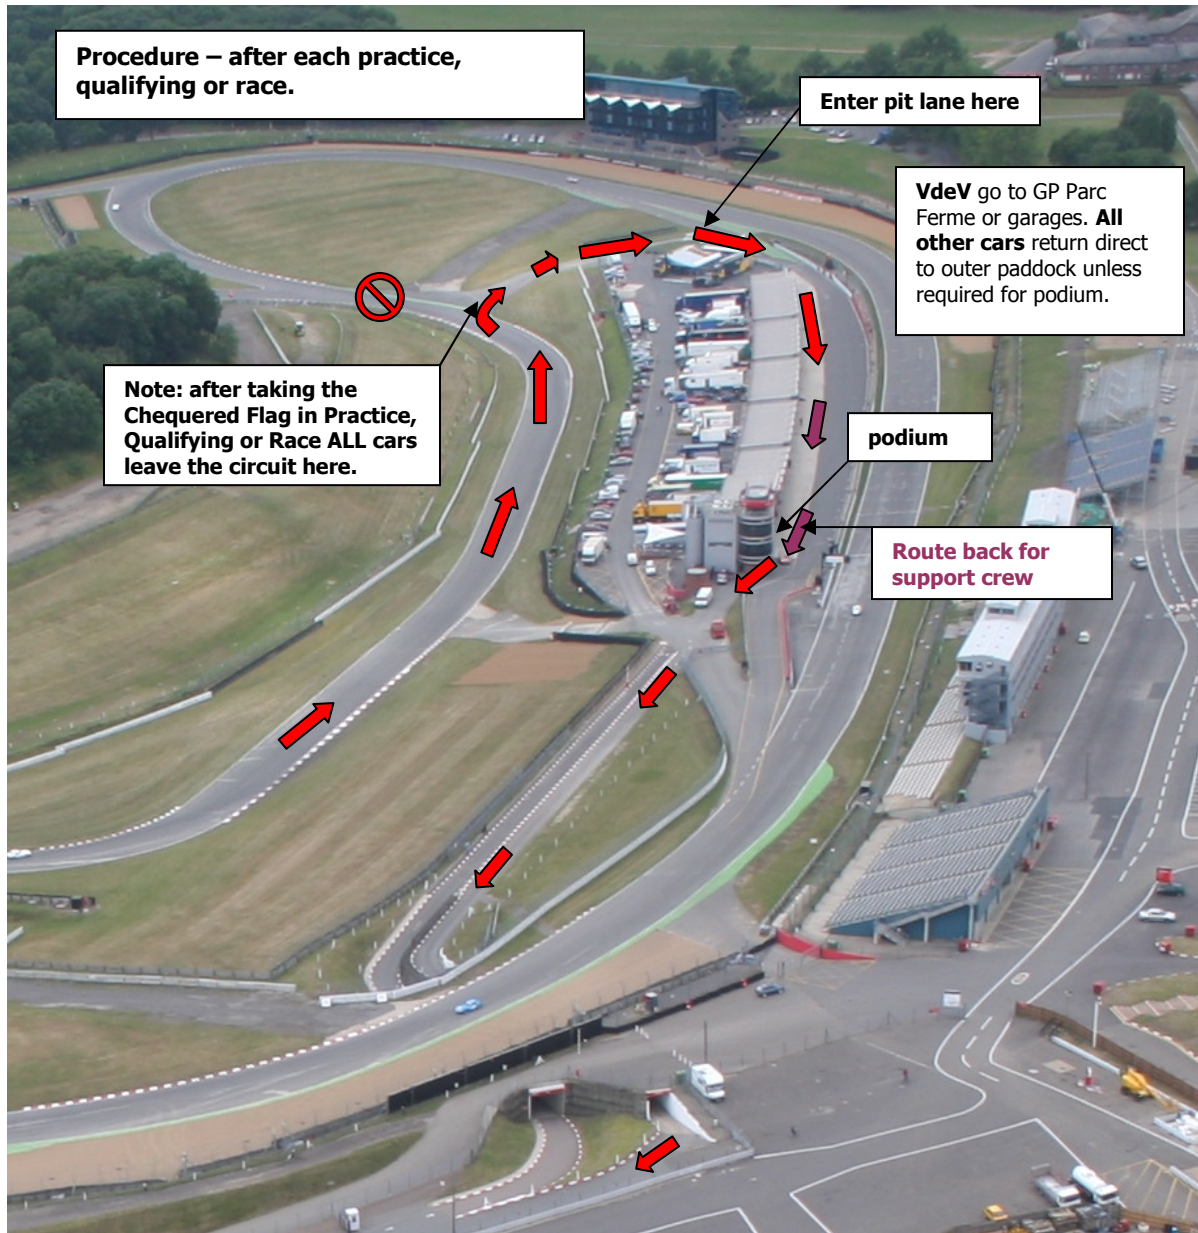 Procedure – after each practice,
qualifying or race.
Enter pit lane here
VdeV go to GP Parc
Ferme or garages. All
other cars return direct
to outer paddock unless
required for podium.
Note: after taking the
Chequered Flag in Practice,
Qualifying or Race ALL cars
leave the circuit here.
podium
Route back for
support crew